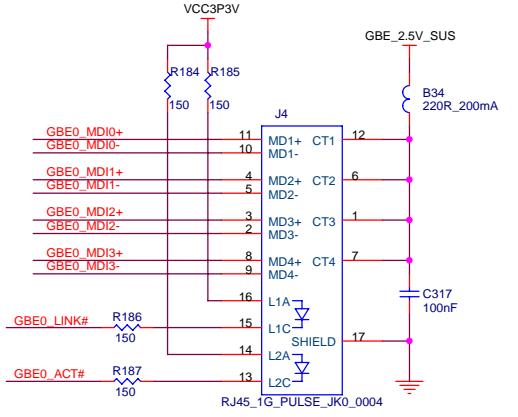 VCC3P3V
GBE_2.5V_SUS
R184
R185
150
150
B34
220R_200mA
J4
GBE0_MDI0+
11
MD1+
CT1
12
GBE0_MDI0-
10
MD1-
GBE0_MDI1+
4
MD2+
CT2
6
GBE0_MDI1-
5
MD2-
GBE0_MDI2+
3
MD3+
CT3
1
GBE0_MDI2-
2
MD3-
GBE0_MDI3+
8
MD4+
CT4
7
GBE0_MDI3-
9
MD4-
C317
100nF
16
L1A
R186
GBE0_LINK#
15
L1C
150
SHIELD
17
14
L2A
R187
GBE0_ACT#
13
L2C
150
RJ45_1G_PULSE_JK0_0004